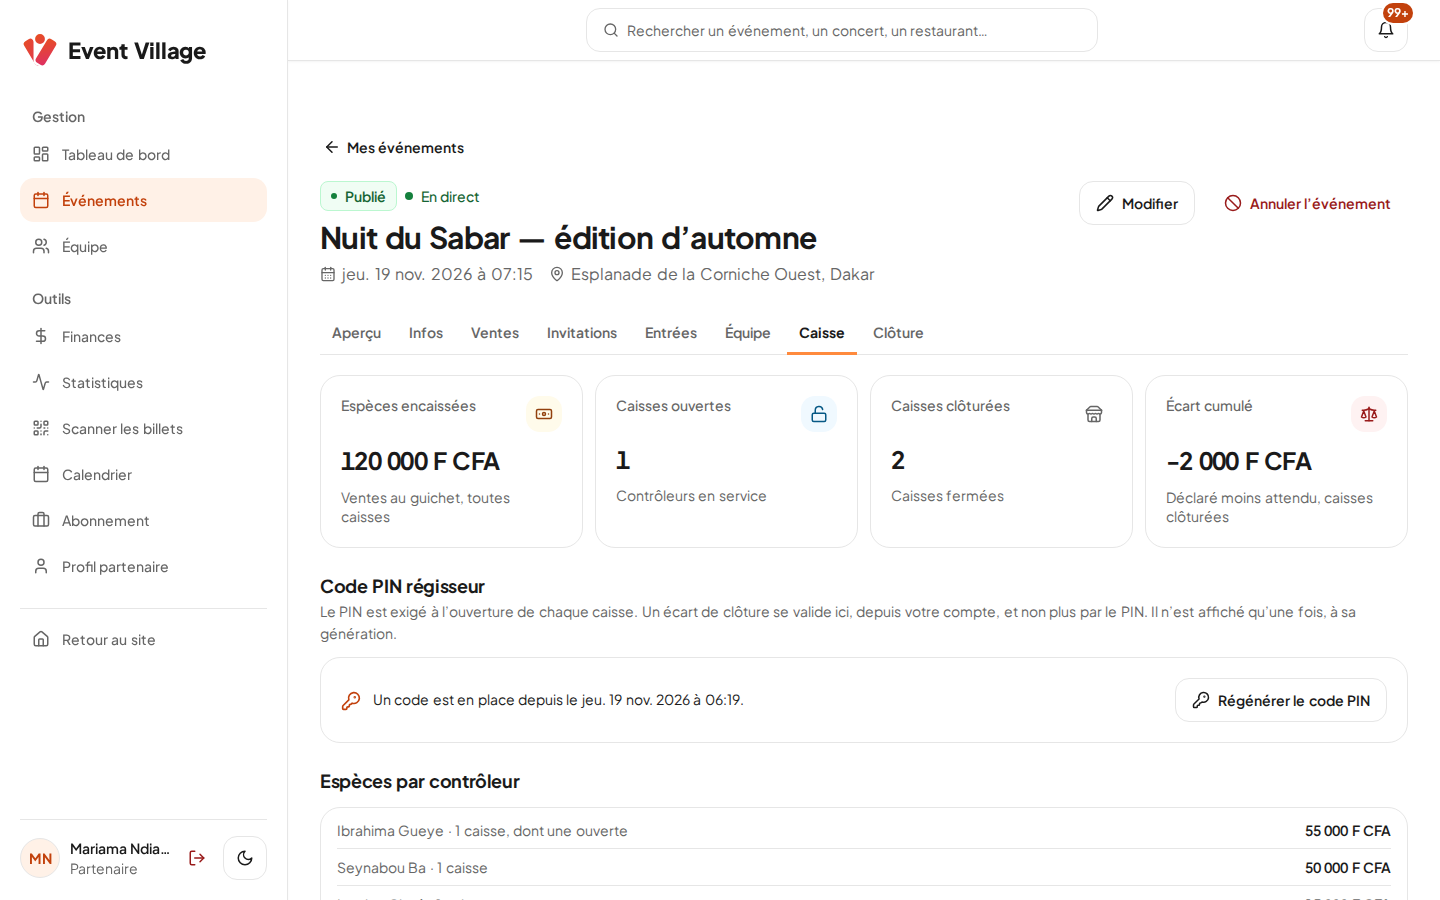 Event Village
Rechercher un événement, un concert, un restaurant…
99+
Gestion
Tableau de bord
Événements
Équipe
Outils
Finances
Statistiques
Scanner les billets
Calendrier
Abonnement
Profil partenaire
Retour au site
MN
Mariama Ndia…
Partenaire
Mes événements
Publié
En direct
Modifier
Annuler l’événement
Nuit du Sabar — édition d’automne
jeu. 19 nov. 2026 à 07:15
Esplanade de la Corniche Ouest, Dakar
Aperçu
Infos
Ventes
Invitations
Entrées
Équipe
Caisse
Clôture
Espèces encaissées
120 000 F CFA
Ventes au guichet, toutes
caisses
Caisses ouvertes
1
Contrôleurs en service
Caisses clôturées
2
Caisses fermées
Écart cumulé
−2 000 F CFA
Déclaré moins attendu, caisses
clôturées
Code PIN régisseur
Le PIN est exigé à l’ouverture de chaque caisse. Un écart de clôture se valide ici, depuis votre compte, et non plus par le PIN. Il n’est affiché qu’une fois, à sa
génération.
Un code est en place depuis le jeu. 19 nov. 2026 à 06:19.
Régénérer le code PIN
Espèces par contrôleur
Ibrahima Gueye · 1 caisse, dont une ouverte
55 000 F CFA
Seynabou Ba · 1 caisse
50 000 F CFA